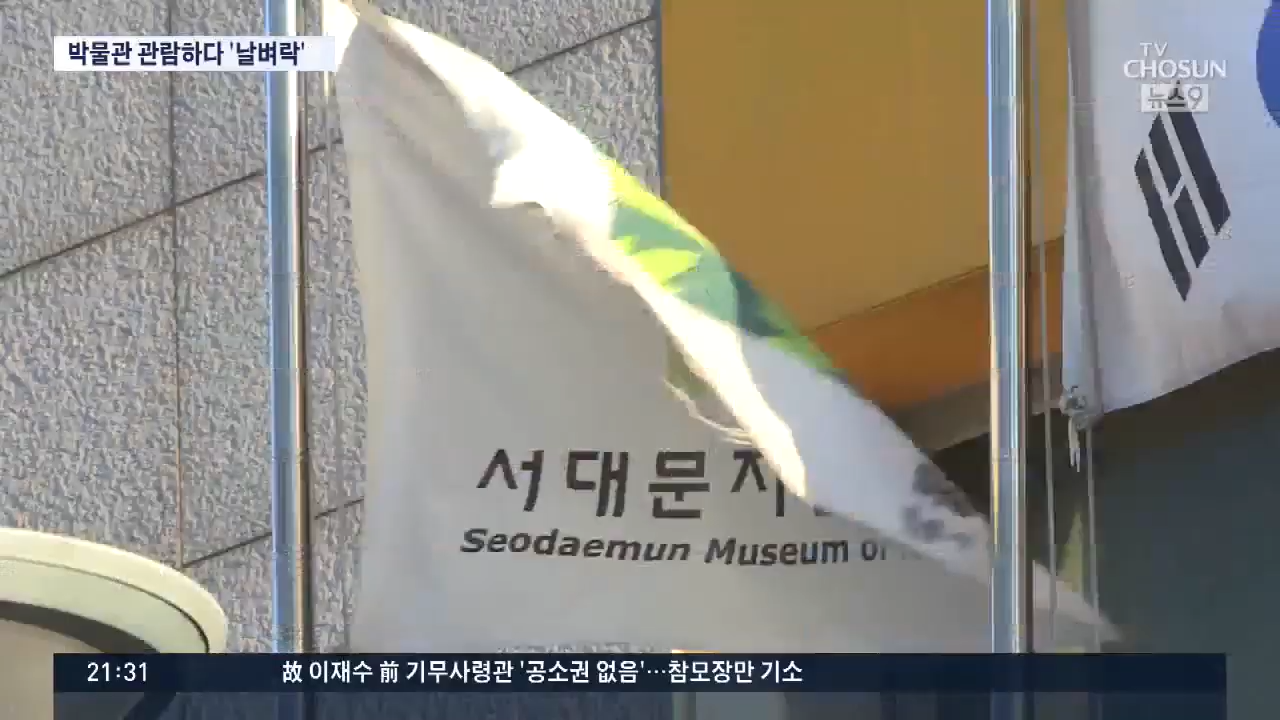 박물관 관람하다 '날벼락'
TV
CHOSUN
뉴스9
서대문자
Seodaemun Museum of
21:31
故 이재수 前 기무사령관 '공소권 없음'…참모장만 기소